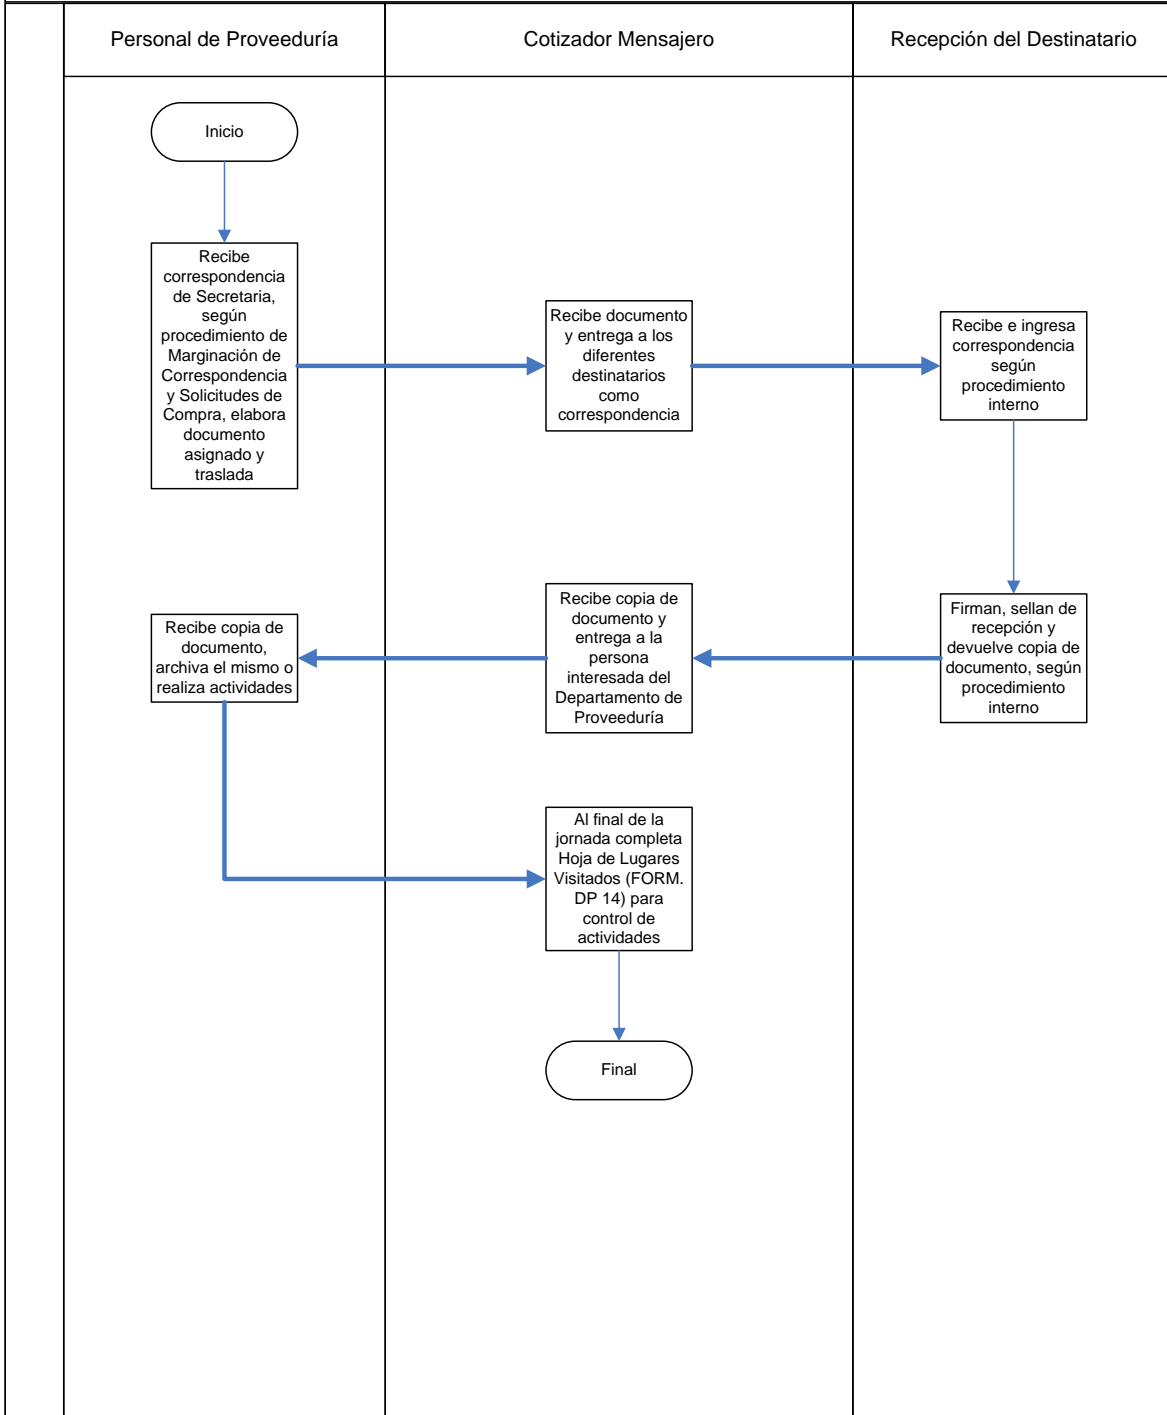 Personal de Proveeduría
Cotizador Mensajero
Recepción del Destinatario
Inicio
Recibe
correspondencia
de Secretaria,
según
procedimiento de
Marginación de
Correspondencia
y Solicitudes de
Compra, elabora
documento
asignado y
traslada
Recibe documento
y entrega a los
diferentes
destinatarios
como
correspondencia
Recibe e ingresa
correspondencia
según
procedimiento
interno
Firman, sellan de
recepción y
devuelve copia de
documento, según
procedimiento
interno
Recibe copia de
documento y
entrega a la
persona
interesada del
Departamento de
Proveeduría
Recibe copia de
documento,
archiva el mismo o
realiza actividades
Al final de la
jornada completa
Hoja de Lugares
Visitados (FORM.
DP 14) para
control de
actividades
Final